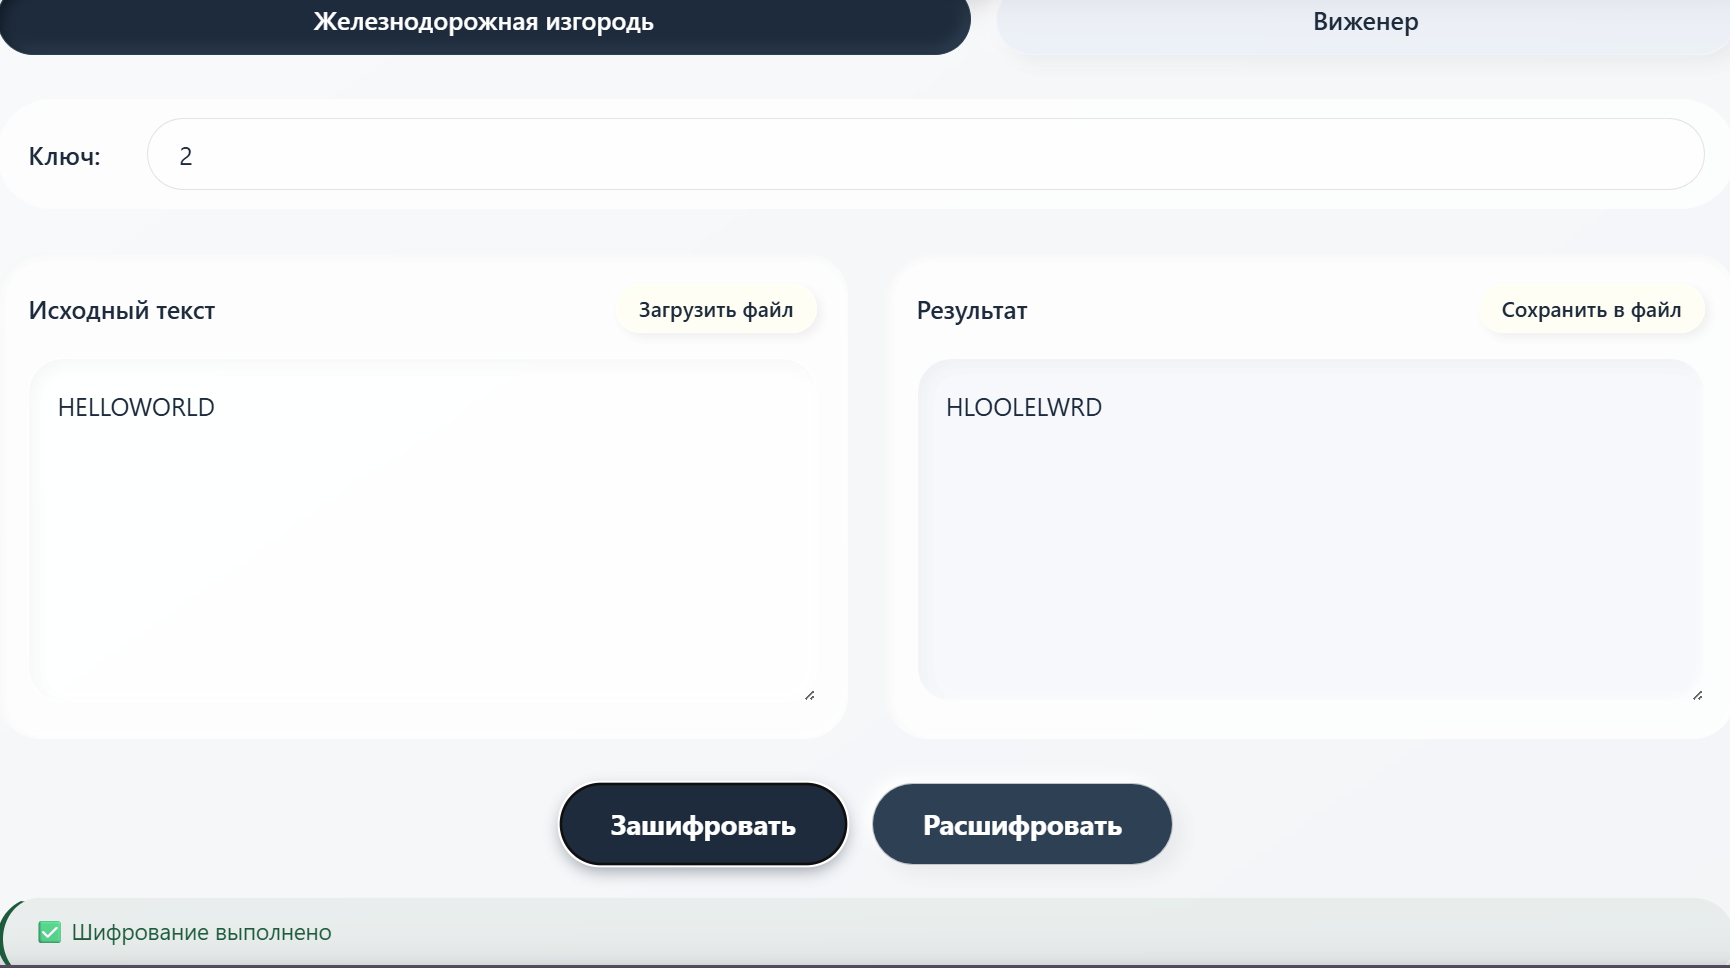 Железнодорожная изгородь
Виженер
Ключ:
2
Исходный текст
Загрузить файл
Результат
Сохранить в файл
HELLOWORLD
HLOOLELWRD
Зашифровать
Расшифровать
✅ Шифрование выполнено